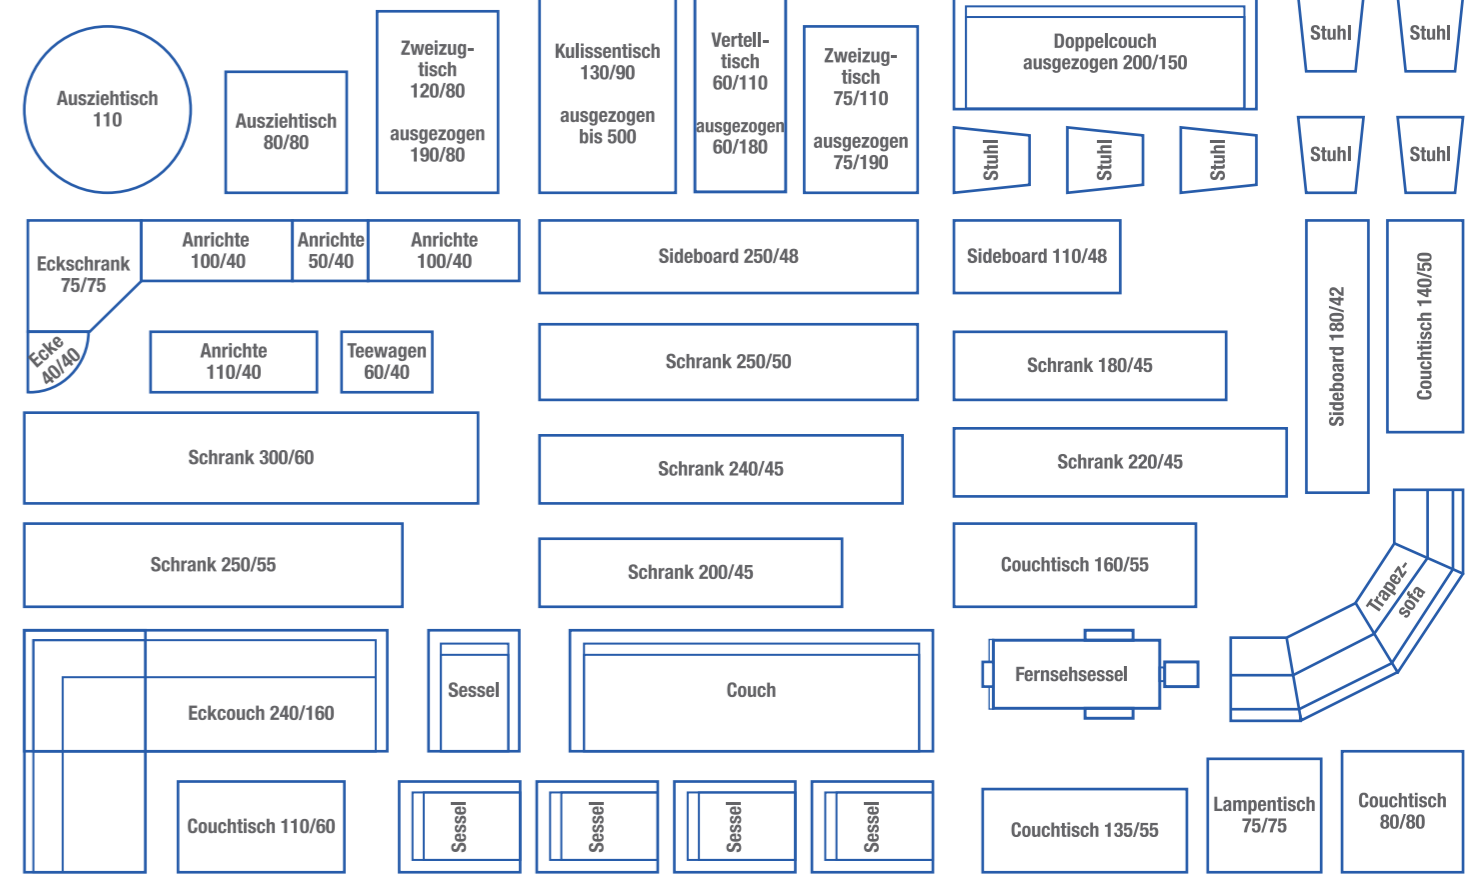 Ausziehtisch
110
Ausziehtisch
80/80
Zweizug-
tisch
120/80
ausgezogen
190/80
Kulissentisch
130/90
ausgezogen
bis 500
Vertell-
tisch
60/110
ausgezogen
60/180
Zweizug-
tisch
75/110
ausgezogen
75/190
Doppelcouch
ausgezogen 200/150
Stuhl
Stuhl
Stuhl
Stuhl
Stuhl
Stuhl
Stuhl
Eckschrank
75/75
Anrichte
100/40
Anrichte
50/40
Anrichte
100/40
Sideboard 250/48
Sideboard 110/48
Sideboard 180/42
Couchtisch 140/50
Ecke
40/40
Anrichte
110/40
Teewagen
60/40
Schrank 250/50
Schrank 180/45
Schrank 300/60
Schrank 240/45
Schrank 220/45
Schrank 250/55
Schrank 200/45
Couchtisch 160/55
Trapez-
sofa
Eckcouch 240/160
Sessel
Couch
Fernsehsessel
Couchtisch 110/60
Sessel
Sessel
Sessel
Sessel
Couchtisch 135/55
Lampentisch
75/75
Couchtisch
80/80